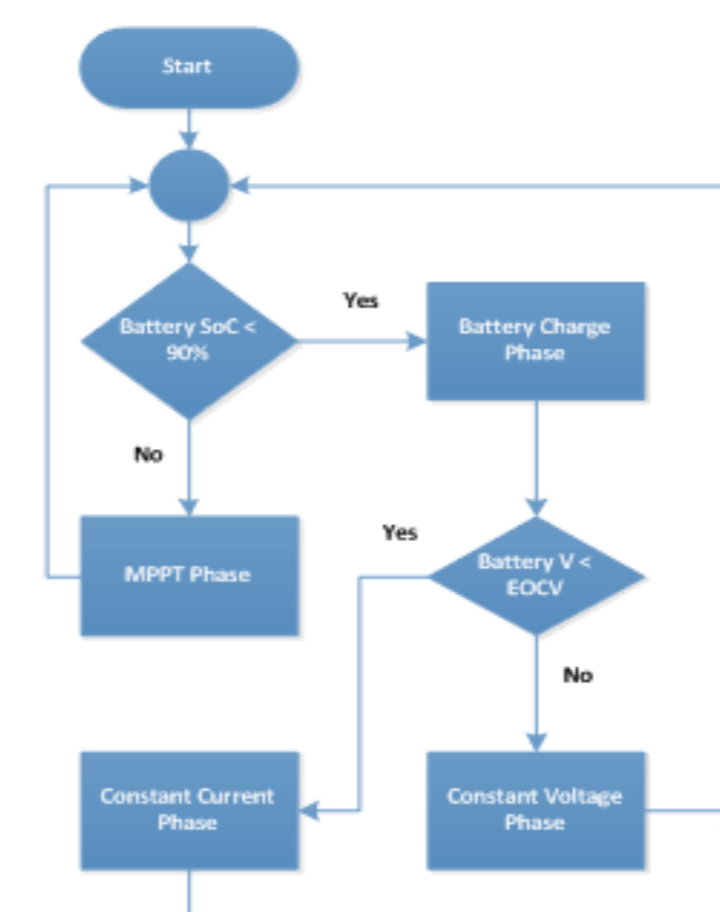 Start
Yes
Battery SoC <
90%
Battery Charge
Phase
No
Yes
MPPT Phase
Battery V <
EOCV
No
Constant Current
Phase
Constant Voltage
Phase